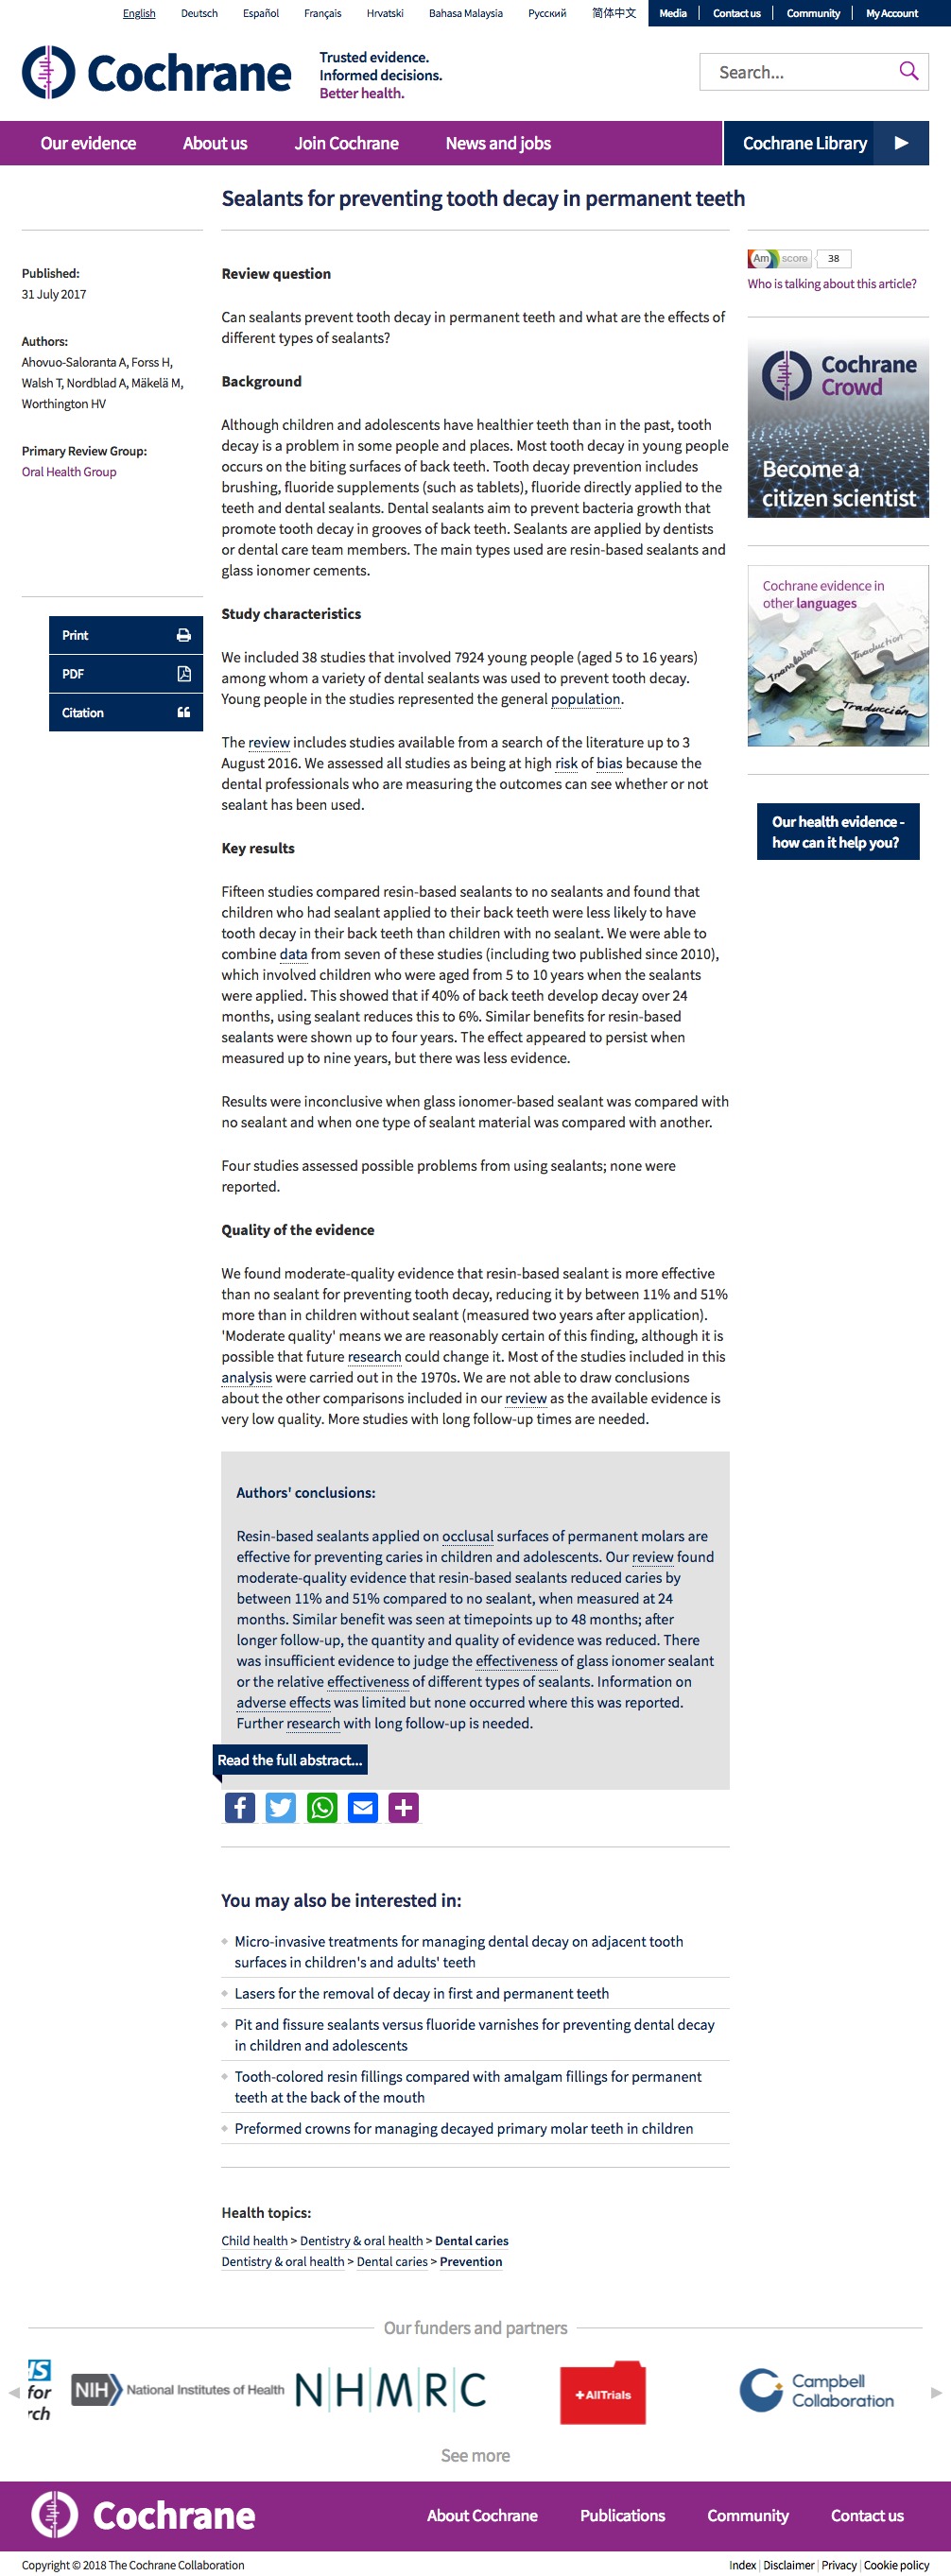 English Deutsch Español Français Hrvatski Bahasa Malaysia Русский 简体中文 Media Contact us Community My Account
Cochrane
Trusted evidence.
Informed decisions.
Better health.
Search...
Our evidence About us Join Cochrane News and jobs Cochrane Library
Sealants for preventing tooth decay in permanent teeth
Published:
31 July 2017
Authors:
Ahovuo-Saloranta A, Forss H,
Walsh T, Nordblad A, Mäkelä M,
Worthington HV
Primary Review Group:
Oral Health Group
Print
PDF
Citation
Review question
Can sealants prevent tooth decay in permanent teeth and what are the effects of
different types of sealants?
Background
Although children and adolescents have healthier teeth than in the past, tooth
decay is a problem in some people and places. Most tooth decay in young people
occurs on the biting surfaces of back teeth. Tooth decay prevention includes
brushing, fluoride supplements (such as tablets), fluoride directly applied to the
teeth and dental sealants. Dental sealants aim to prevent bacteria growth that
promote tooth decay in grooves of back teeth. Sealants are applied by dentists
or dental care team members. The main types used are resin-based sealants and
glass ionomer cements.
Study characteristics
We included 38 studies that involved 7924 young people (aged 5 to 16 years)
among whom a variety of dental sealants was used to prevent tooth decay.
Young people in the studies represented the general population.
The review includes studies available from a search of the literature up to 3
August 2016. We assessed all studies as being at high risk of bias because the
dental professionals who are measuring the outcomes can see whether or not
sealant has been used.
Key results
Fifteen studies compared resin-based sealants to no sealants and found that
children who had sealant applied to their back teeth were less likely to have
tooth decay in their back teeth than children with no sealant. We were able to
combine data from seven of these studies (including two published since 2010),
which involved children who were aged from 5 to 10 years when the sealants
were applied. This showed that if 40% of back teeth develop decay over 24
months, using sealant reduces this to 6%. Similar benefits for resin-based
sealants were shown up to four years. The effect appeared to persist when
measured up to nine years, but there was less evidence.
Results were inconclusive when glass ionomer-based sealant was compared with
no sealant and when one type of sealant material was compared with another.
Four studies assessed possible problems from using sealants; none were
reported.
Quality of the evidence
We found moderate-quality evidence that resin-based sealant is more effective
than no sealant for preventing tooth decay, reducing it by between 11% and 51%
more than in children without sealant (measured two years after application).
'Moderate quality' means we are reasonably certain of this finding, although it is
possible that future research could change it. Most of the studies included in this
analysis were carried out in the 1970s. We are not able to draw conclusions
about the other comparisons included in our review as the available evidence is
very low quality. More studies with long follow-up times are needed.
Authors' conclusions:
Resin-based sealants applied on occlusal surfaces of permanent molars are
effective for preventing caries in children and adolescents. Our review found
moderate-quality evidence that resin-based sealants reduced caries by
between 11% and 51% compared to no sealant, when measured at 24
months. Similar benefit was seen at timepoints up to 48 months; after
longer follow-up, the quantity and quality of evidence was reduced. There
was insufficient evidence to judge the effectiveness of glass ionomer sealant
or the relative effectiveness of different types of sealants. Information on
adverse effects was limited but none occurred where this was reported.
Further research with long follow-up is needed.
Read the full abstract...
Am score 38
Who is talking about this article?
Cochrane
Crowd
Become a
citizen scientist
Cochrane evidence in
other languages
Translation
Traduction
Traducción
Our health evidence -
how can it help you?
You may also be interested in:
Micro-invasive treatments for managing dental decay on adjacent tooth
surfaces in children's and adults' teeth
Lasers for the removal of decay in first and permanent teeth
Pit and fissure sealants versus fluoride varnishes for preventing dental decay
in children and adolescents
Tooth-colored resin fillings compared with amalgam fillings for permanent
teeth at the back of the mouth
Preformed crowns for managing decayed primary molar teeth in children
Health topics:
Child health > Dentistry & oral health > Dental caries
Dentistry & oral health > Dental caries > Prevention
Our funders and partners
for
rch
NIH National Institutes of Health
NHMRC
+AllTrials
Campbell
Collaboration
See more
Cochrane About Cochrane Publications Community Contact us
Copyright © 2018 The Cochrane Collaboration Index | Disclaimer | Privacy | Cookie policy